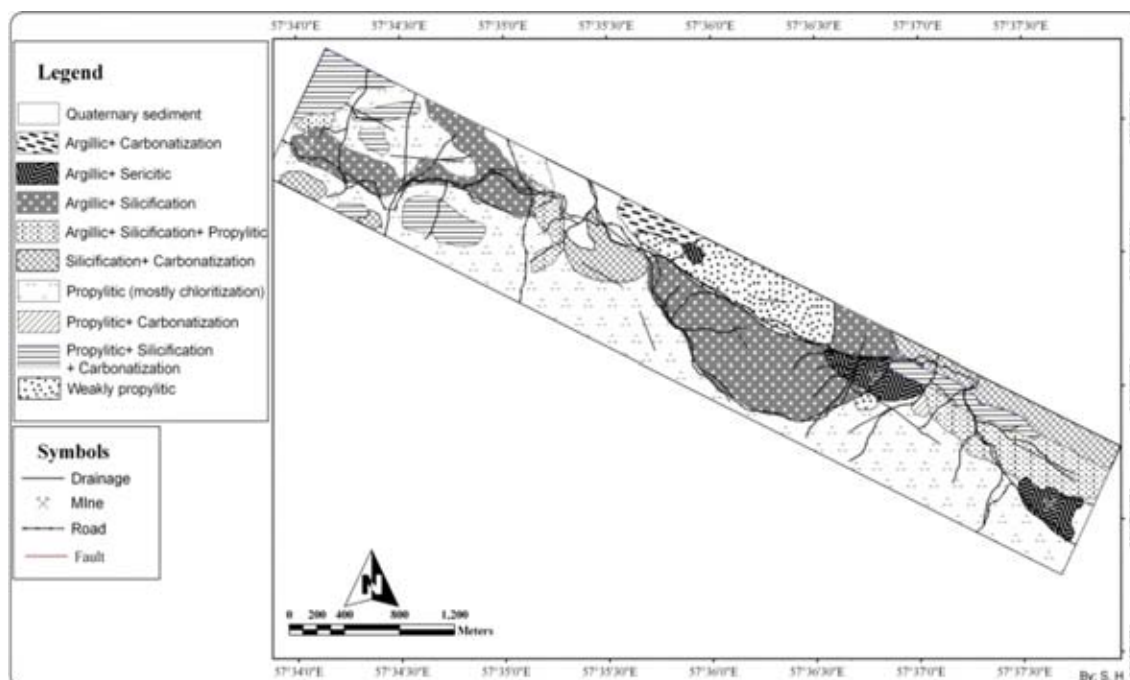 57°34'0"E 57°34'30"E 57°35'0"E 57°35'30"E 57°36'0"E 57°36'30"E 57°37'0"E 57°37'30"E
Legend
Quaternary sediment
Argillic+ Carbonatization
Argillic+ Sericitic
Argillic+ Silicification
Argillic+ Silicification+ Propylitic
Silicification+ Carbonatization
Propylitic (mostly chloritization)
Propylitic+ Carbonatization
Propylitic+ Silicification
+ Carbonatization
Weakly propylitic
Symbols
Drainage
MIne
Road
Fault
N
0 200 400 800 1,200
Meters
57°34'0"E 57°34'30"E 57°35'0"E 57°35'30"E 57°36'0"E 57°36'30"E 57°37'0"E 57°37'30"E
By: S. H